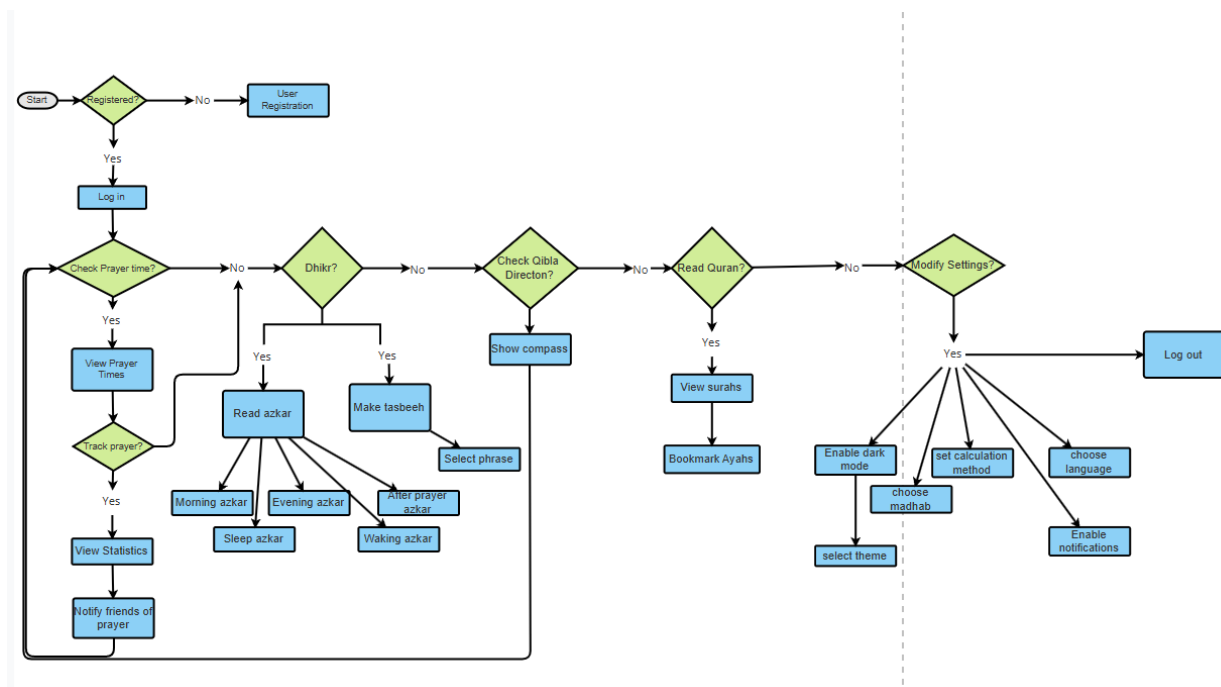 Start
Registered?
No
User
Registration
Yes
Log in
Check Prayer time?
No
Dhikr?
No
Check Qibla
Directon?
No
Read Quran?
No
Modify Settings?
Yes
View Prayer
Times
Track prayer?
Yes
View Statistics
Notify friends of
prayer
Yes
Read azkar
Yes
Make tasbeeh
Select phrase
Morning azkar
Evening azkar
After prayer
azkar
Sleep azkar
Waking azkar
Show compass
Yes
View surahs
Bookmark Ayahs
Yes
Log out
Enable dark
mode
set calculation
method
choose
language
choose
madhab
select theme
Enable
notifications